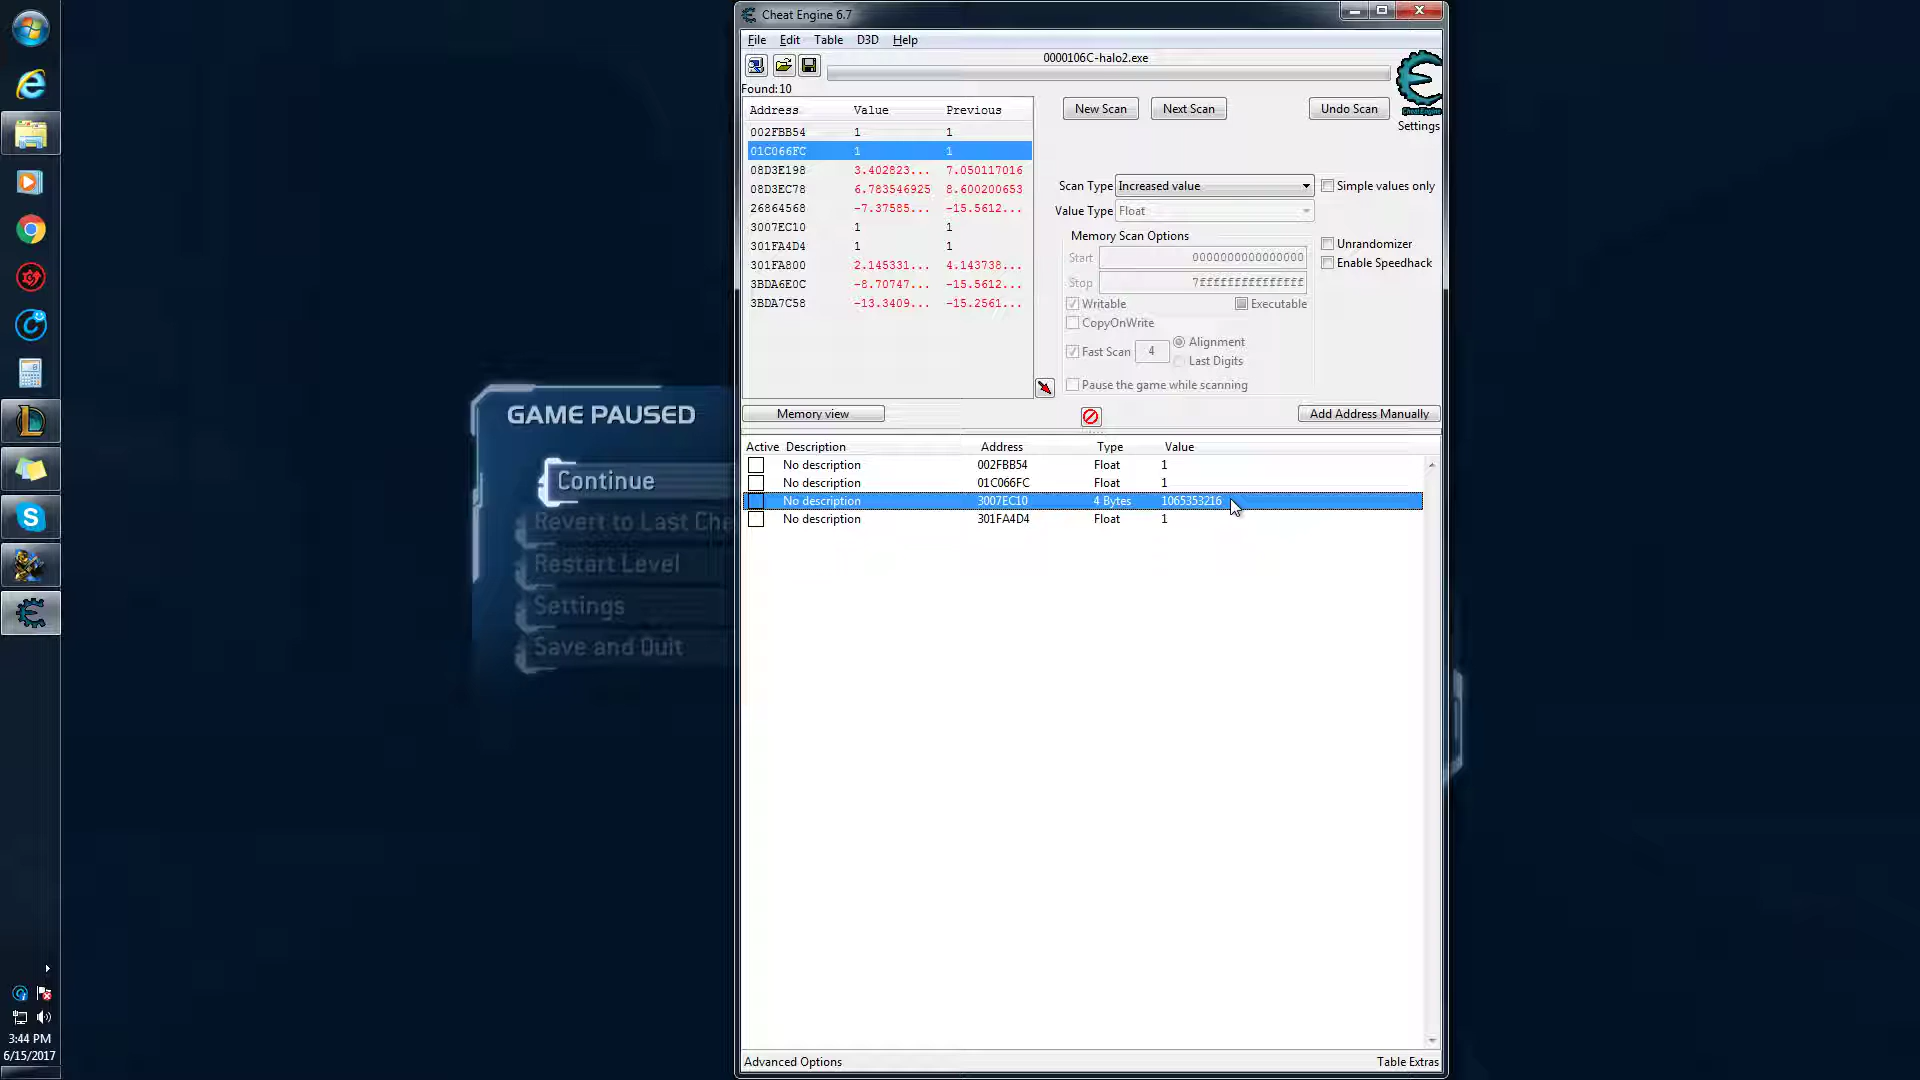 Cheat Engine 6.7
File Edit Table D3D Help
0000106C-halo2.exe
Found:10
Address Value Previous
002FBB54 1 1
01C066FC 1 1
08D3E198 3.402823... 7.050117016
08D3EC78 6.783546925 8.600200653
26864568 -7.37585... -15.5612...
3007EC10 1 1
301FA4D4 1 1
301FA800 2.145331... 4.143738...
3BDA6E0C -8.70747... -15.5612...
3BDA7C58 -13.3409... -15.2561...
New Scan Next Scan Undo Scan
Settings
Scan Type Increased value Simple values only
Value Type Float
Memory Scan Options
Start 0000000000000000
Stop 7fffffffffffffff
Unrandomizer
Enable Speedhack
Writable Executable
CopyOnWrite
Fast Scan 4 Alignment
Last Digits
Pause the game while scanning
Memory view Add Address Manually
Active Description Address Type Value
No description 002FBB54 Float 1
No description 01C066FC Float 1
No description 3007EC10 4 Bytes 1065353216
No description 301FA4D4 Float 1
Advanced Options Table Extras
GAME PAUSED
Continue
Revert to Last Che
Restart Level
Settings
Save and Quit
3:44 PM
6/15/2017